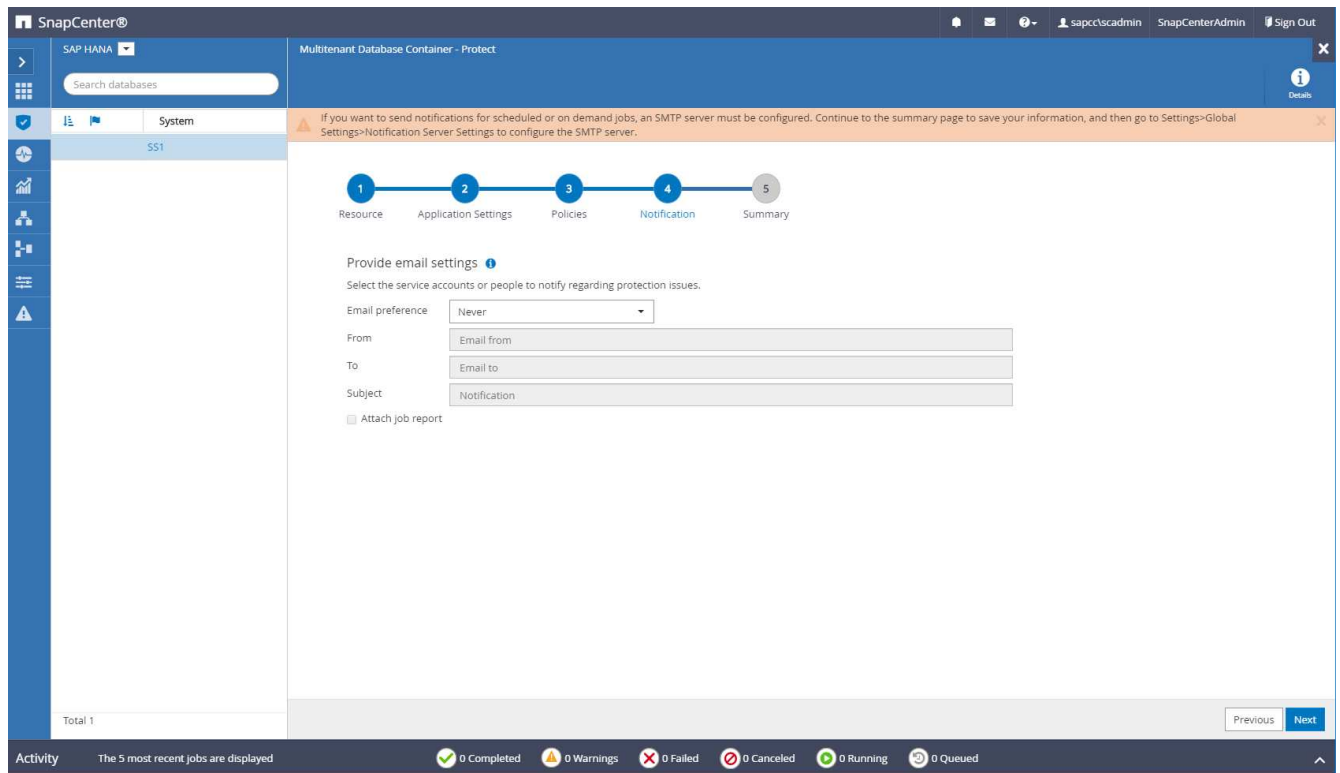 SnapCenter®
sapcc\scadmin SnapCenterAdmin Sign Out
SAP HANA
Multitenant Database Container - Protect
Search databases
Details
System
If you want to send notifications for scheduled or on demand jobs, an SMTP server must be configured. Continue to the summary page to save your information, and then go to Settings>Global
Settings>Notification Server Settings to configure the SMTP server.
SS1
1 2 3 4 5
Resource Application Settings Policies Notification Summary
Provide email settings
Select the service accounts or people to notify regarding protection issues.
Email preference Never
From Email from
To Email to
Subject Notification
Attach job report
Total 1
Previous Next
Activity The 5 most recent jobs are displayed 0 Completed 0 Warnings 0 Failed 0 Canceled 0 Running 0 Queued